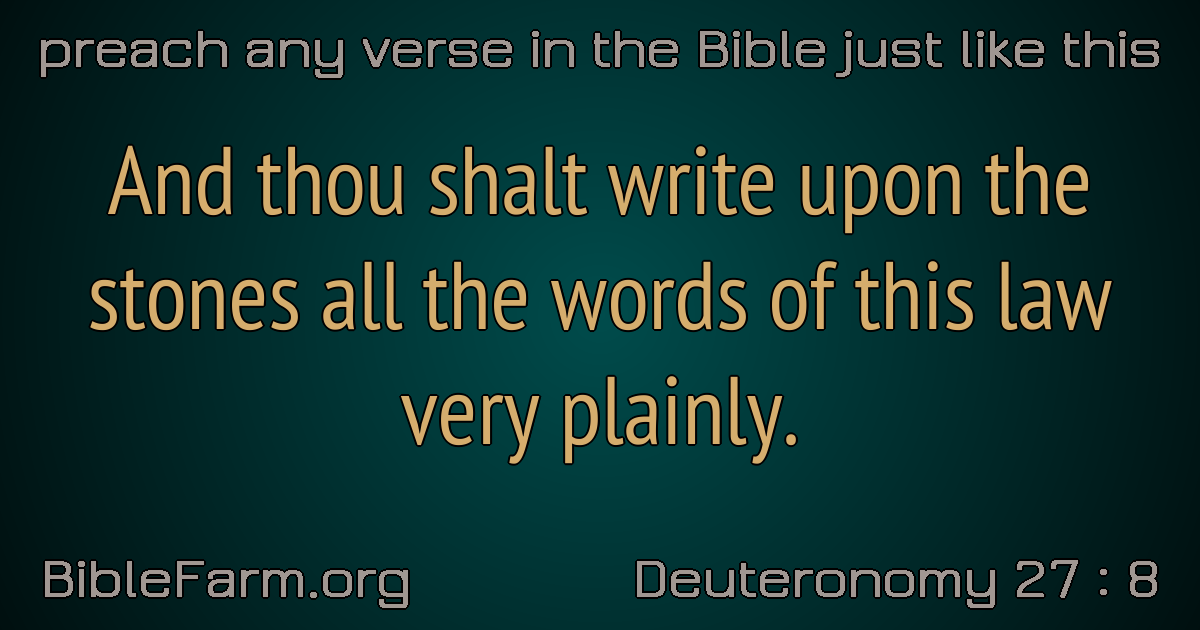 preach any verse in the Bible just like this
And thou shalt write upon the
stones all the words of this law
very plainly.
BibleFarm.org
Deuteronomy 27 : 8